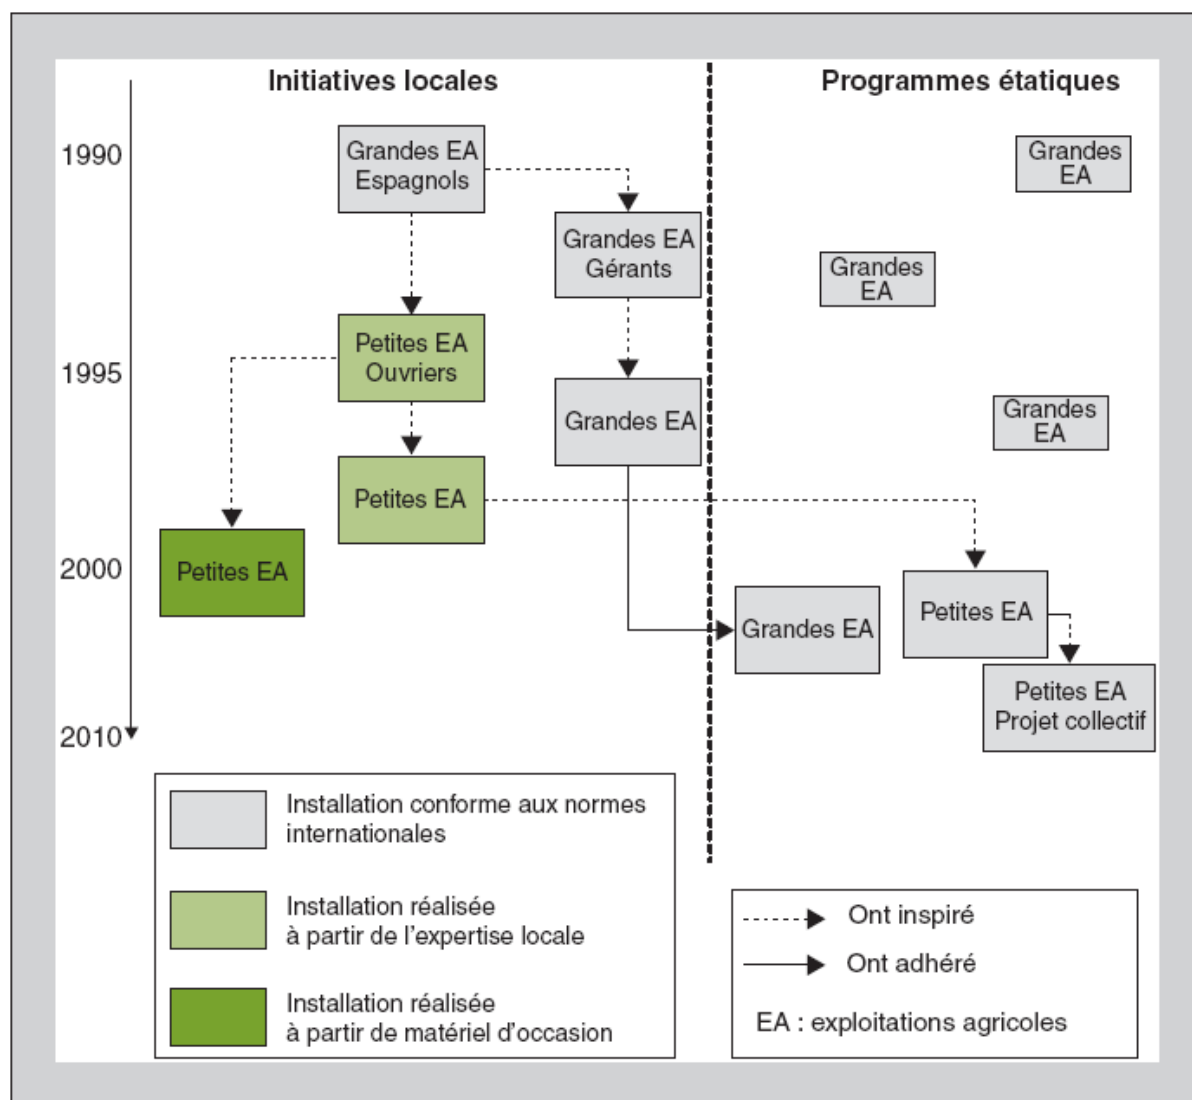 Initiatives locales
Programmes étatiques
1990
1995
2000
2010
Grandes EA
Espagnols
Grandes EA
Gérants
Petites EA
Ouvriers
Grandes EA
Petites EA
Petites EA
Grandes
EA
Grandes
EA
Grandes
EA
Grandes EA
Petites EA
Petites EA
Projet collectif
Installation conforme aux normes
internationales
Installation réalisée
à partir de l'expertise locale
Installation réalisée
à partir de matériel d'occasion
Ont inspiré
Ont adhéré
EA : exploitations agricoles